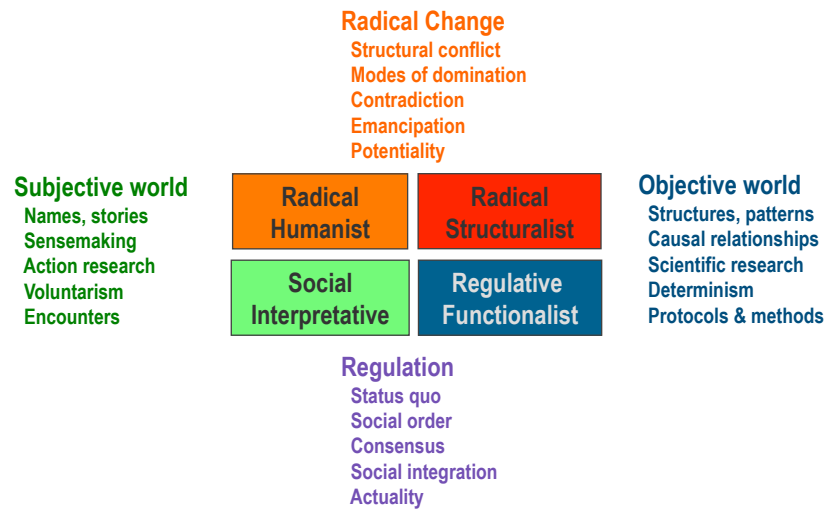 Radical Change
Structural conflict
Modes of domination
Contradiction
Emancipation
Potentiality
Subjective world
Names, stories
Sensemaking
Action research
Voluntarism
Encounters
Radical
Humanist
Radical
Structuralist
Social
Interpretative
Regulative
Functionalist
Objective world
Structures, patterns
Causal relationships
Scientific research
Determinism
Protocols & methods
Regulation
Status quo
Social order
Consensus
Social integration
Actuality